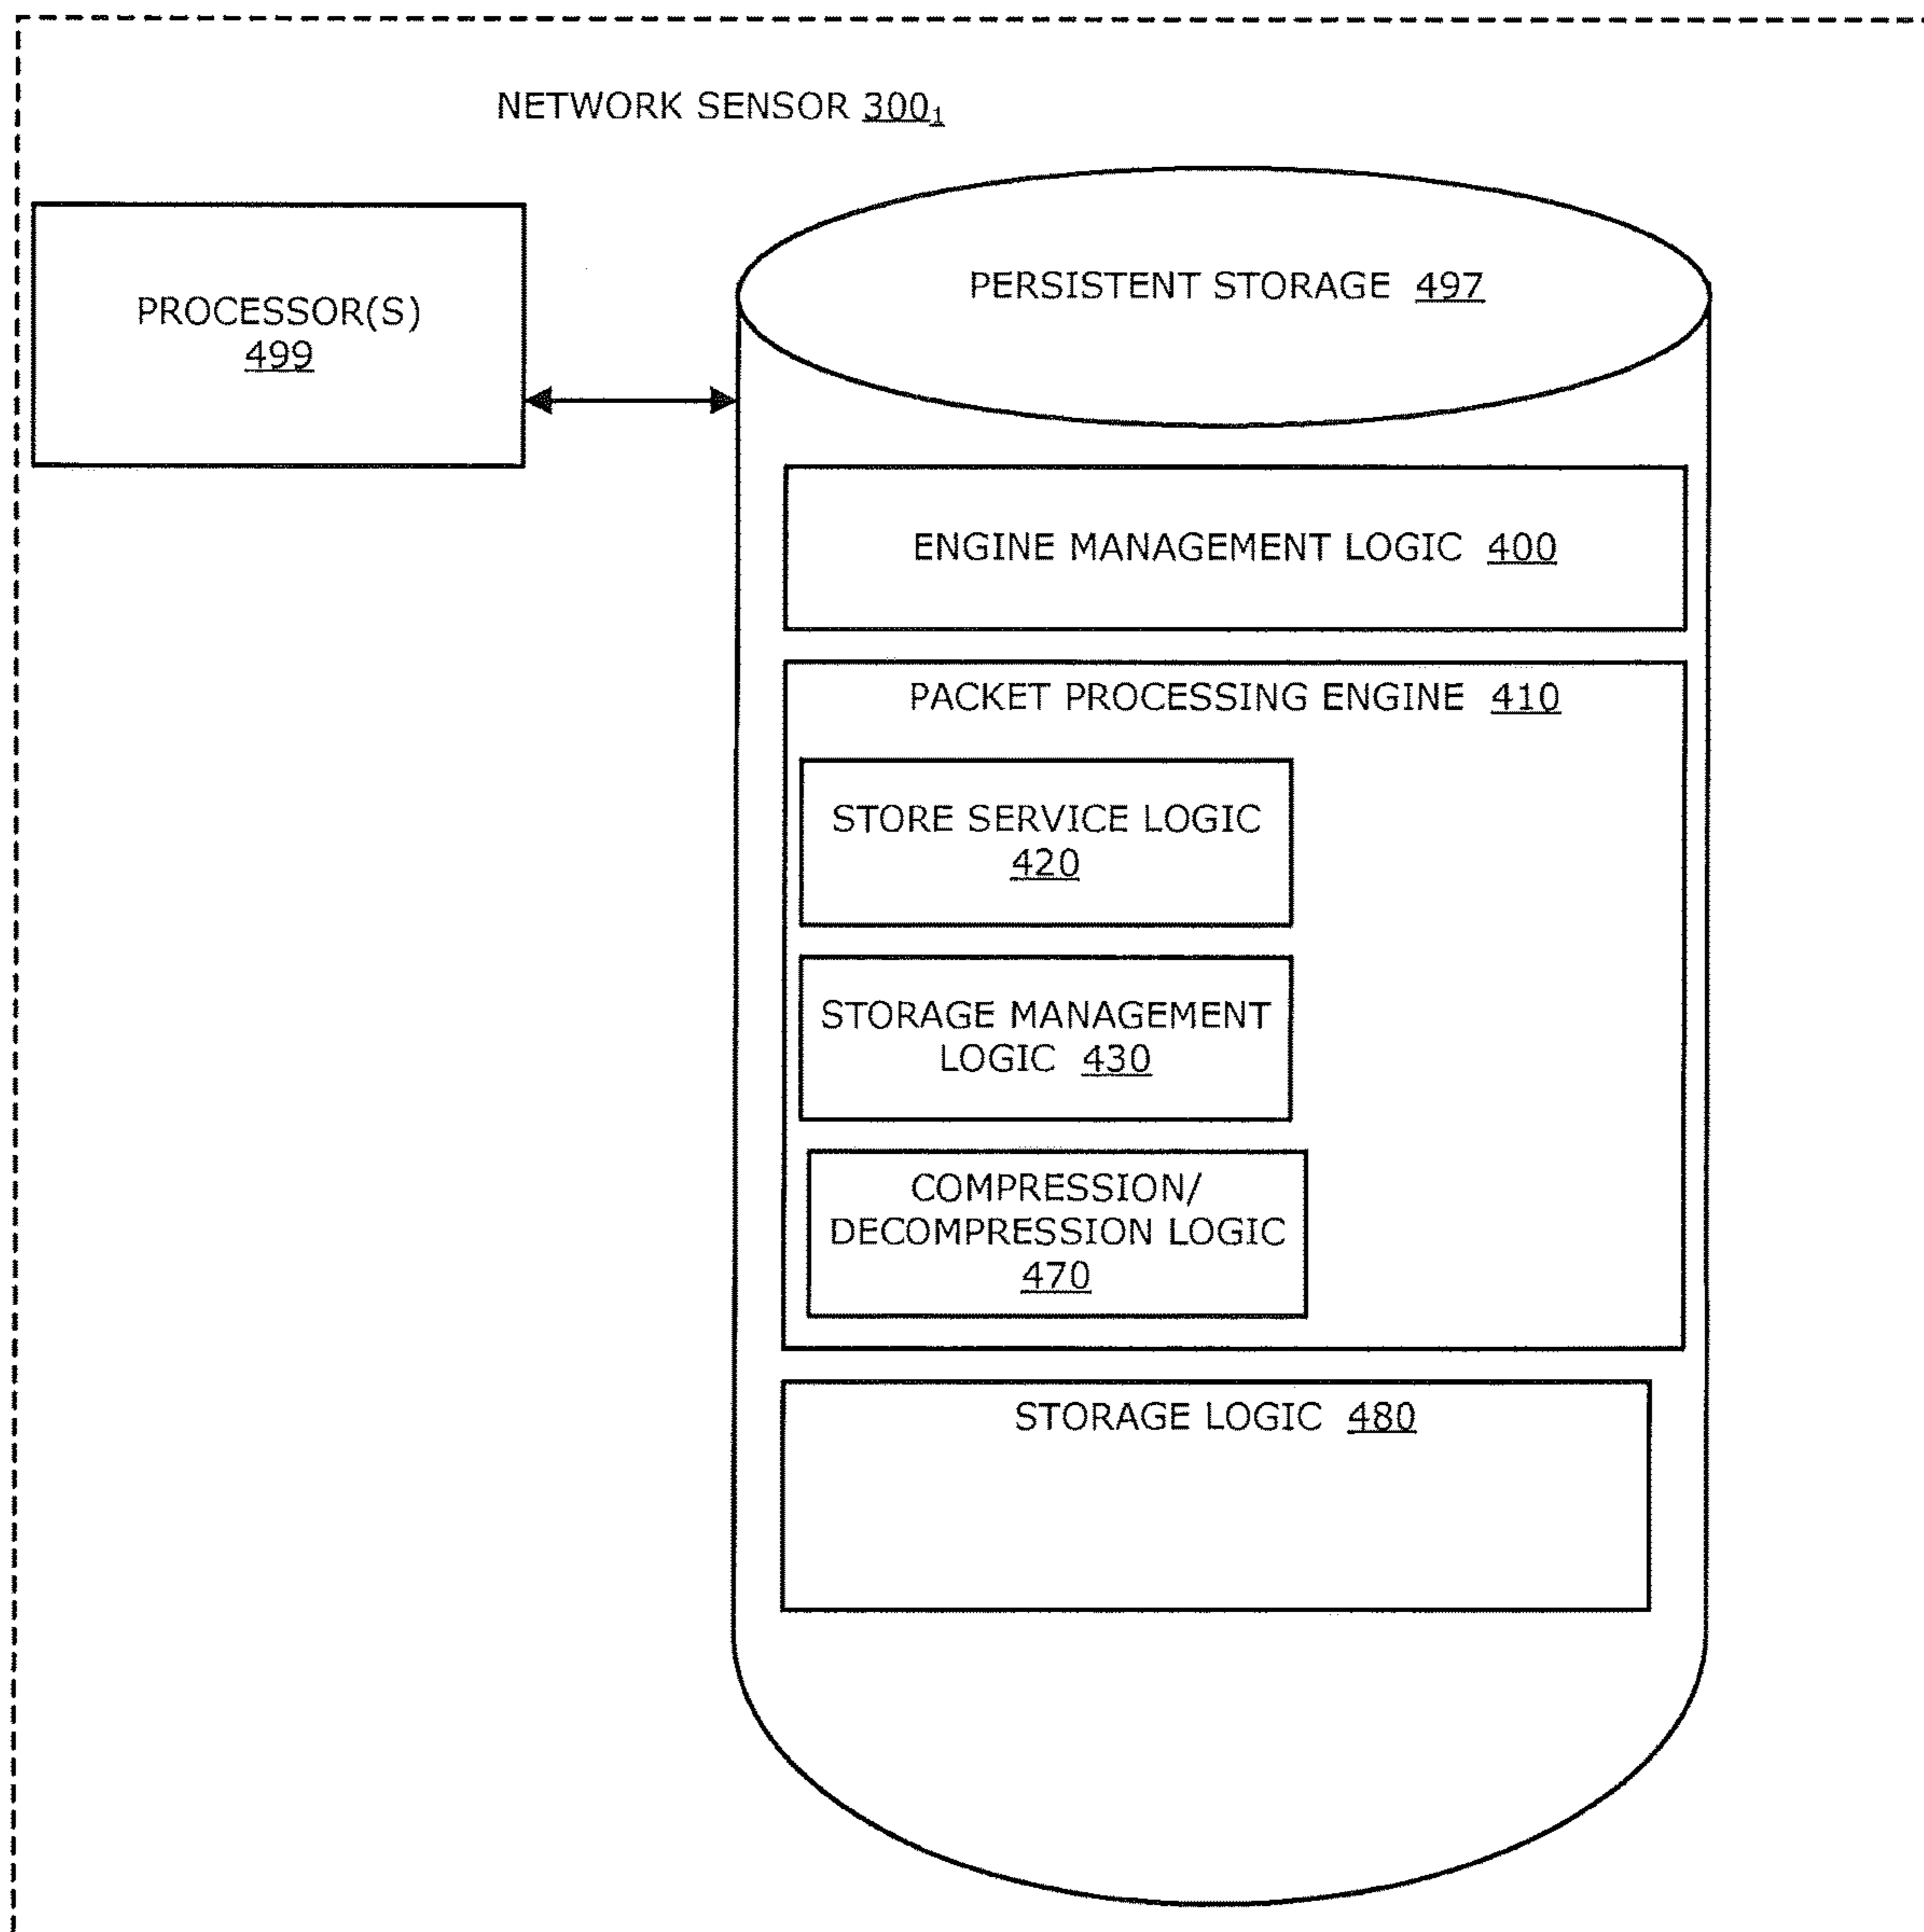 NETWORK SENSOR 300₁
PROCESSOR(S)
499
PERSISTENT STORAGE 497
ENGINE MANAGEMENT LOGIC 400
PACKET PROCESSING ENGINE 410
STORE SERVICE LOGIC
420
STORAGE MANAGEMENT
LOGIC 430
COMPRESSION/
DECOMPRESSION LOGIC
470
STORAGE LOGIC 480